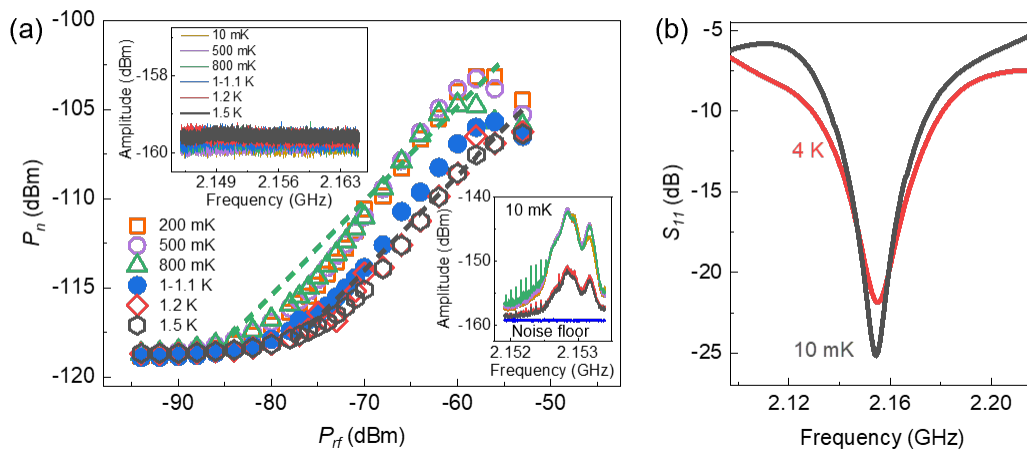 (a)
-100
-105
-110
-115
-120
P_n (dBm)
-90
-80
-70
-60
-50
P_rf (dBm)
10 mK
500 mK
800 mK
1-1.1 K
1.2 K
1.5 K
-158
-160
Amplitude (dBm)
2.149
2.156
2.163
Frequency (GHz)
200 mK
500 mK
800 mK
1-1.1 K
1.2 K
1.5 K
-140
-150
-160
Amplitude (dBm)
10 mK
Noise floor
2.152
2.153
Frequency (GHz)
(b)
-5
-10
-15
-20
-25
S_11 (dB)
4 K
10 mK
2.12
2.16
2.20
Frequency (GHz)